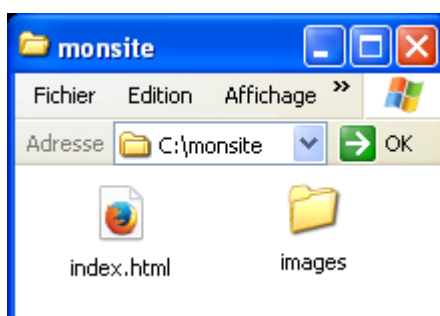 monsite
Fichier Edition Affichage »
Adresse C:\monsite OK
index.html images